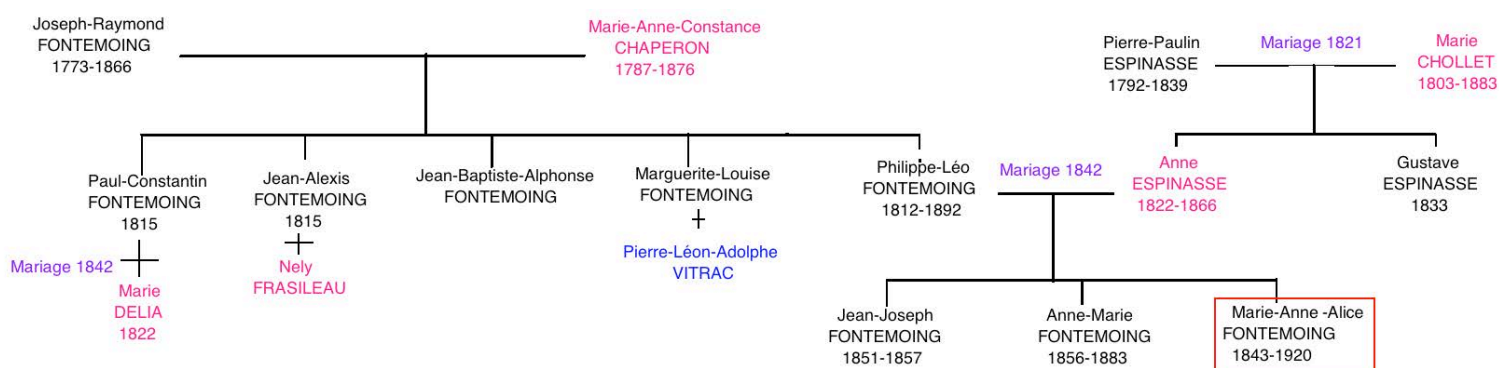 Joseph-Raymond
FONTEMOING
1773-1866
Marie-Anne-Constance
CHAPERON
1787-1876
Pierre-Paulin
ESPINASSE
1792-1839
Mariage 1821
Marie
CHOLLET
1803-1883
Paul-Constantin
FONTEMOING
1815
Mariage 1842
Marie
DELIA
1822
Jean-Alexis
FONTEMOING
1815
Nely
FRASILEAU
Jean-Baptiste-Alphonse
FONTEMOING
Marguerite-Louise
FONTEMOING
Pierre-Léon-Adolphe
VITRAC
Philippe-Léo
FONTEMOING
1812-1892
Mariage 1842
Anne
ESPINASSE
1822-1866
Gustave
ESPINASSE
1833
Jean-Joseph
FONTEMOING
1851-1857
Anne-Marie
FONTEMOING
1856-1883
Marie-Anne -Alice
FONTEMOING
1843-1920